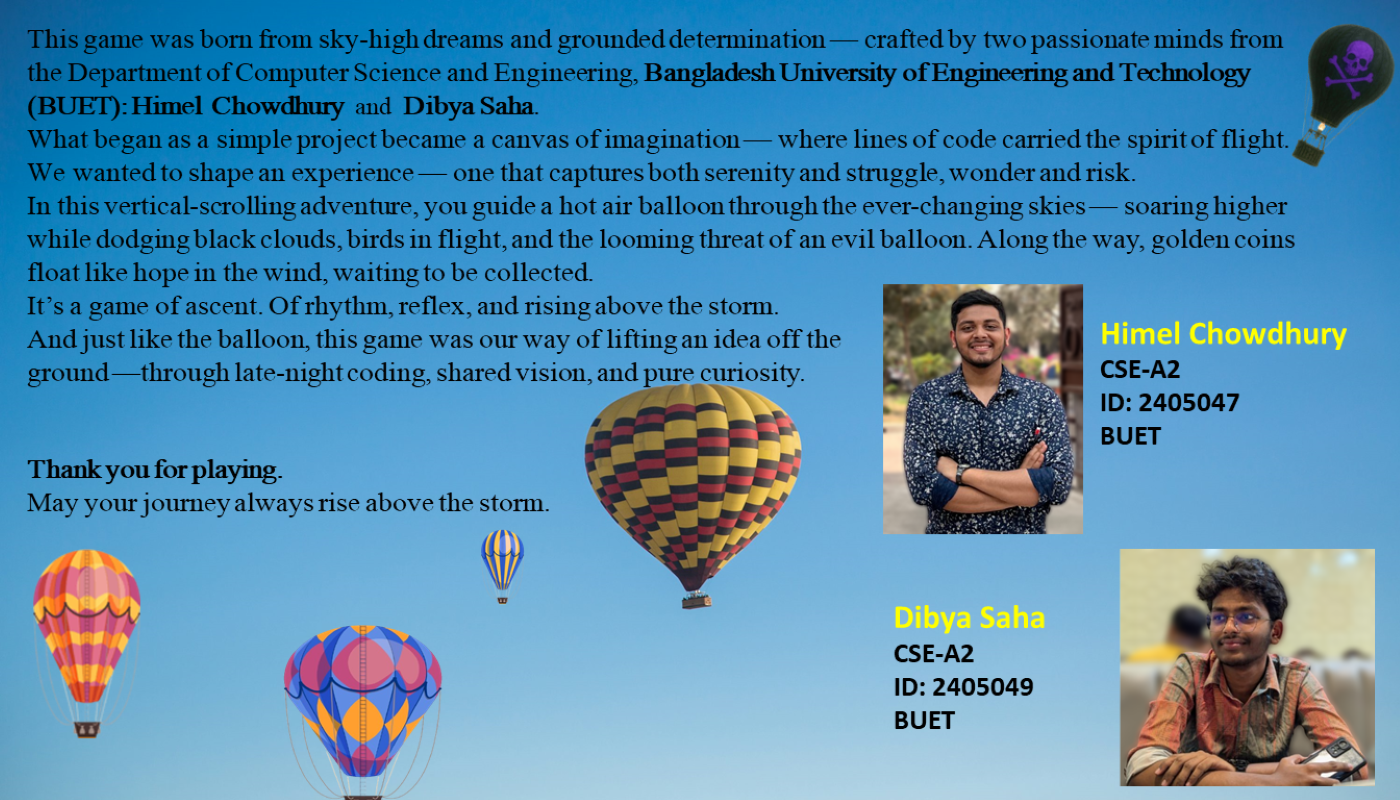 This game was born from sky-high dreams and grounded determination — crafted by two passionate minds from
the Department of Computer Science and Engineering, Bangladesh University of Engineering and Technology
(BUET): Himel Chowdhury and Dibya Saha.
What began as a simple project became a canvas of imagination — where lines of code carried the spirit of flight.
We wanted to shape an experience — one that captures both serenity and struggle, wonder and risk.
In this vertical-scrolling adventure, you guide a hot air balloon through the ever-changing skies — soaring higher
while dodging black clouds, birds in flight, and the looming threat of an evil balloon. Along the way, golden coins
float like hope in the wind, waiting to be collected.
It’s a game of ascent. Of rhythm, reflex, and rising above the storm.
And just like the balloon, this game was our way of lifting an idea off the
ground —through late-night coding, shared vision, and pure curiosity.
Thank you for playing.
May your journey always rise above the storm.
Himel Chowdhury
CSE-A2
ID: 2405047
BUET
Dibya Saha
CSE-A2
ID: 2405049
BUET